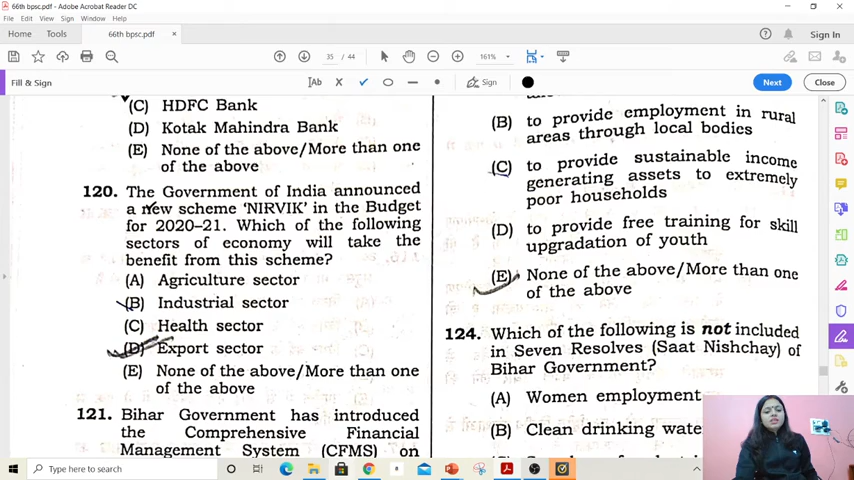 66th bpsc.pdf - Adobe Acrobat Reader DC
File Edit View Sign Window Help
Home Tools 66th bpsc.pdf × Sign In
35 / 44 161%
Fill & Sign Ab Sign Next Close
(C) HDFC Bank
(D) Kotak Mahindra Bank
(E) None of the above/More than one
of the above
120. The Government of India announced
a new scheme 'NIRVIK' in the Budget
for 2020–21. Which of the following
sectors of economy will take the
benefit from this scheme?
(A) Agriculture sector
(B) Industrial sector
(C) Health sector
(D) Export sector
(E) None of the above/More than one
of the above
121. Bihar Government has introduced
the Comprehensive Financial
Management System (CFMS) on
(B) to provide employment in rural
areas through local bodies
(C) to provide sustainable income
generating assets to extremely
poor households
(D) to provide free training for skill
upgradation of youth
(E) None of the above/More than one
of the above
124. Which of the following is not included
in Seven Resolves (Saat Nishchay) of
Bihar Government?
(A) Women employment
(B) Clean drinking wate
Type here to search